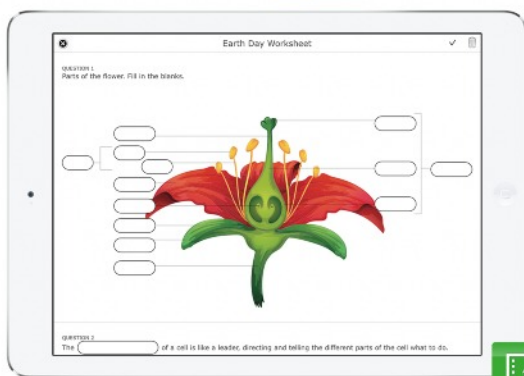 Earth Day Worksheet
QUESTION 1
Parts of the flower. Fill in the blanks.
QUESTION 2
The of a cell is like a leader, directing and telling the different parts of the cell what to do.